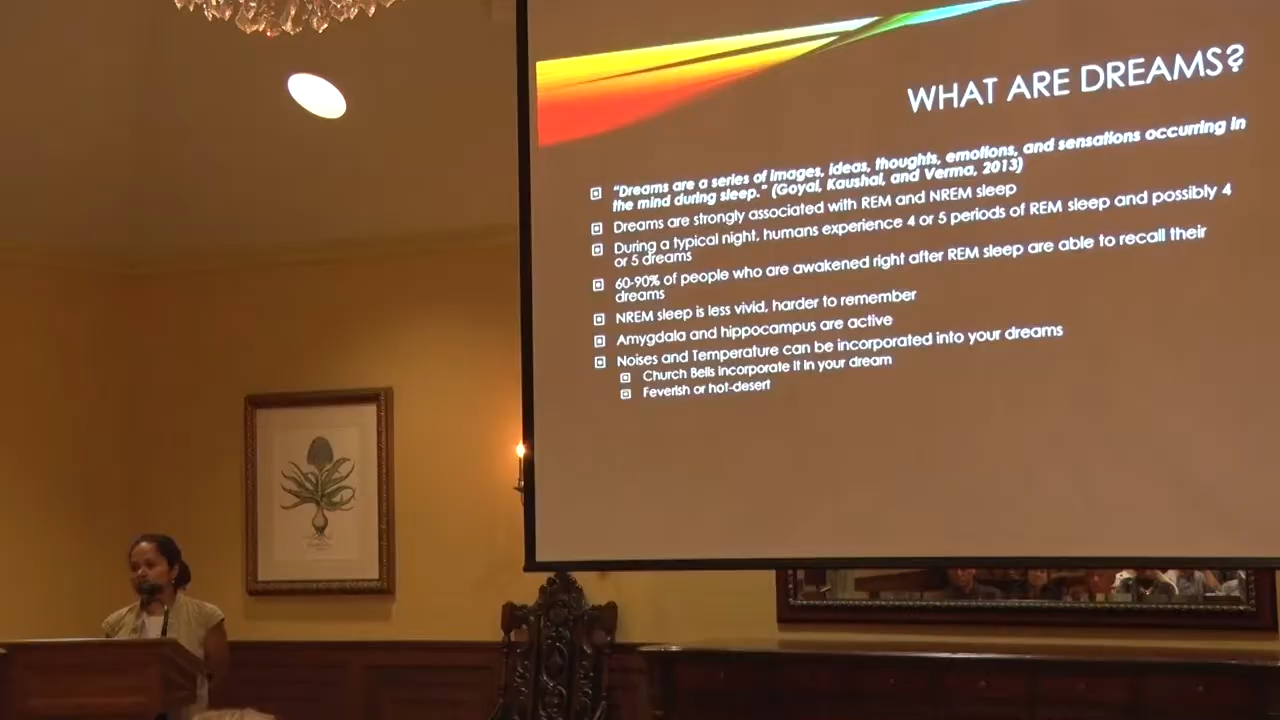 WHAT ARE DREAMS?
"Dreams are a series of images, ideas, thoughts, emotions, and sensations occurring in
the mind during sleep." (Goyal, Kaushal, and Verma, 2013)
Dreams are strongly associated with REM and NREM sleep
During a typical night, humans experience 4 or 5 periods of REM sleep and possibly 4
or 5 dreams
60-90% of people who are awakened right after REM sleep are able to recall their
dreams
NREM sleep is less vivid, harder to remember
Amygdala and hippocampus are active
Noises and Temperature can be incorporated into your dreams
Church Bells incorporate it in your dream
Feverish or hot-desert